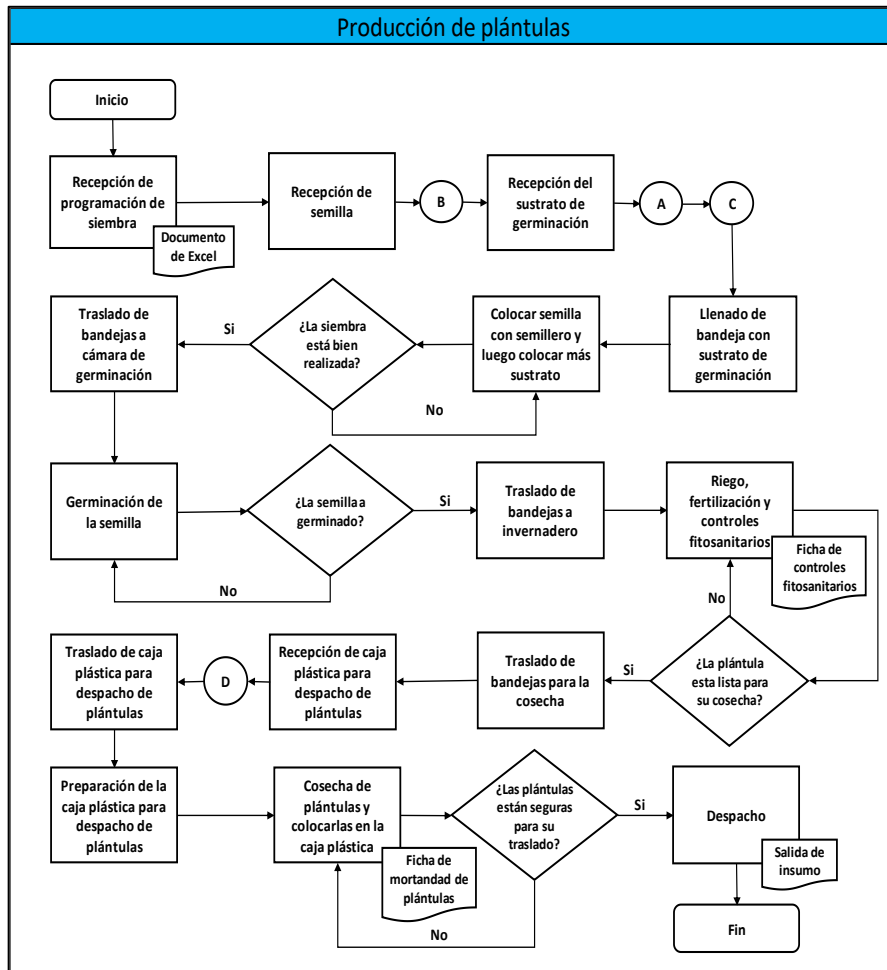 Producción de plántulas
Inicio
Recepción de
programación de
siembra
Documento
de Excel
Recepción de
semilla
B
Recepción del
sustrato de
germinación
A
C
Traslado de
bandejas a
cámara de
germinación
Si
¿La siembra
está bien
realizada?
No
Colocar semilla
con semillero y
luego colocar más
sustrato
Llenado de
bandeja con
sustrato de
germinación
Germinación de
la semilla
¿La semilla a
germinado?
Si
No
Traslado de
bandejas a
invernadero
Riego,
fertilización y
controles
fitosanitarios
Ficha de
controles
fitosanitarios
No
Traslado de caja
plástica para
despacho de
plántulas
D
Recepción de caja
plástica para
despacho de
plántulas
Traslado de
bandejas para la
cosecha
Si
¿La plántula
esta lista para
su cosecha?
Preparación de la
caja plástica para
despacho de
plántulas
Cosecha de
plántulas y
colocarlas en la
caja plástica
Ficha de
mortandad de
plántulas
¿Las plántulas
están seguras
para su
traslado?
Si
No
Despacho
Salida de
insumo
Fin